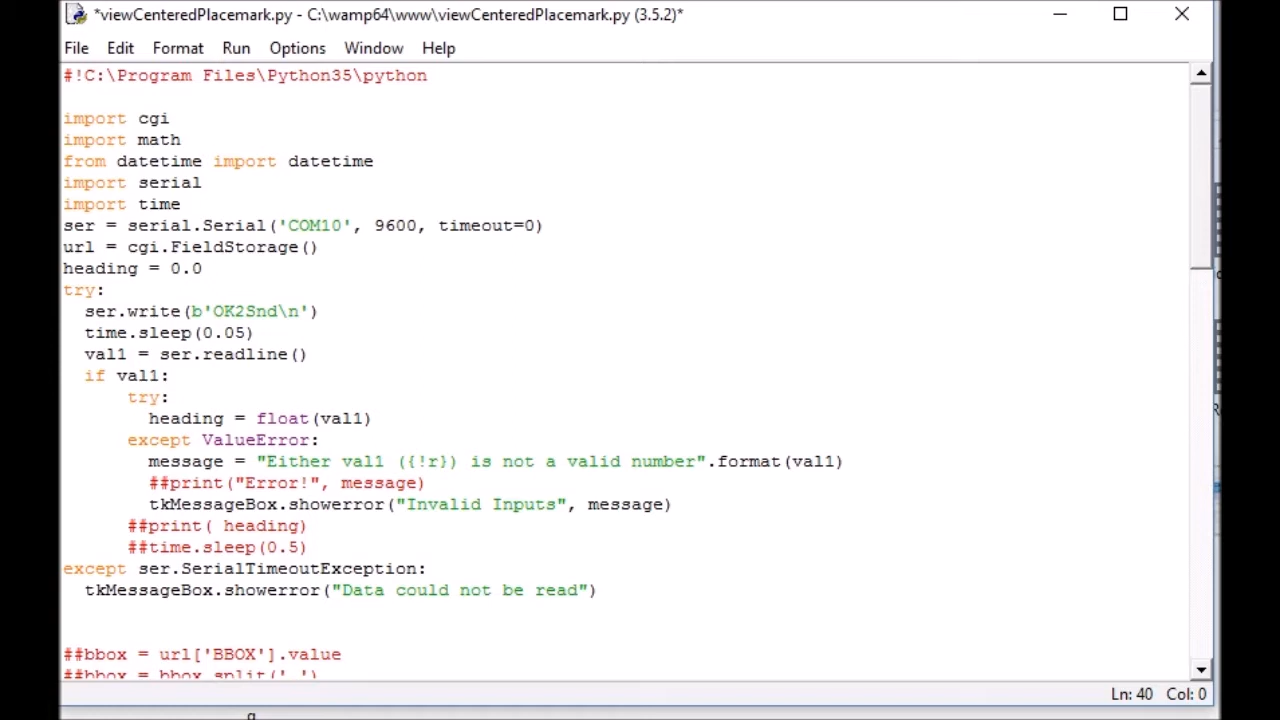 *viewCenteredPlacemark.py - C:\wamp64\www\viewCenteredPlacemark.py (3.5.2)*
File Edit Format Run Options Window Help
#!C:\Program Files\Python35\python
import cgi
import math
from datetime import datetime
import serial
import time
ser = serial.Serial('COM10', 9600, timeout=0)
url = cgi.FieldStorage()
heading = 0.0
try:
  ser.write(b'OK2Snd\n')
  time.sleep(0.05)
  val1 = ser.readline()
  if val1:
      try:
        heading = float(val1)
      except ValueError:
        message = "Either val1 ({!r}) is not a valid number".format(val1)
        ##print("Error!", message)
        tkMessageBox.showerror("Invalid Inputs", message)
      ##print( heading)
      ##time.sleep(0.5)
except ser.SerialTimeoutException:
  tkMessageBox.showerror("Data could not be read")
##bbox = url['BBOX'].value
##bbox = bbox.split(',')
Ln: 40 Col: 0